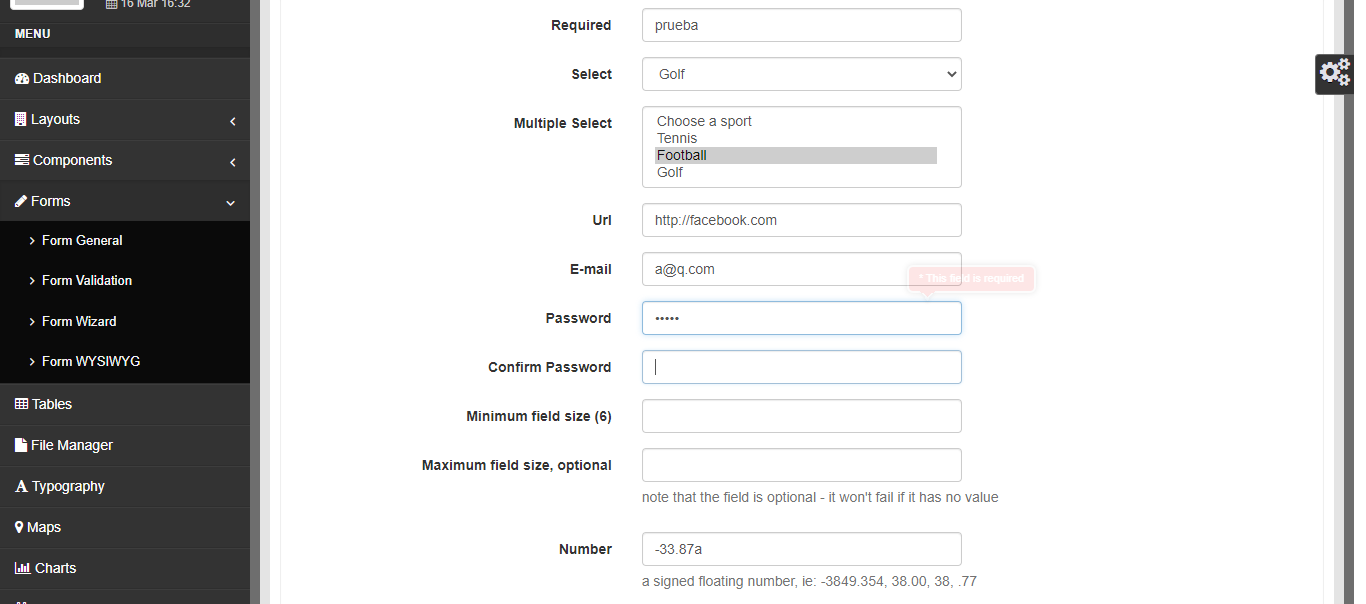 16 Mar 16:32
MENU
Dashboard
Layouts
Components
Forms
Form General
Form Validation
Form Wizard
Form WYSIWYG
Tables
File Manager
Typography
Maps
Charts
Required prueba
Select Golf
Multiple Select Choose a sport
Tennis
Football
Golf
Url http://facebook.com
E-mail a@q.com
* This field is required
Password •••••
Confirm Password
Minimum field size (6)
Maximum field size, optional
note that the field is optional - it won't fail if it has no value
Number -33.87a
a signed floating number, ie: -3849.354, 38.00, 38, .77